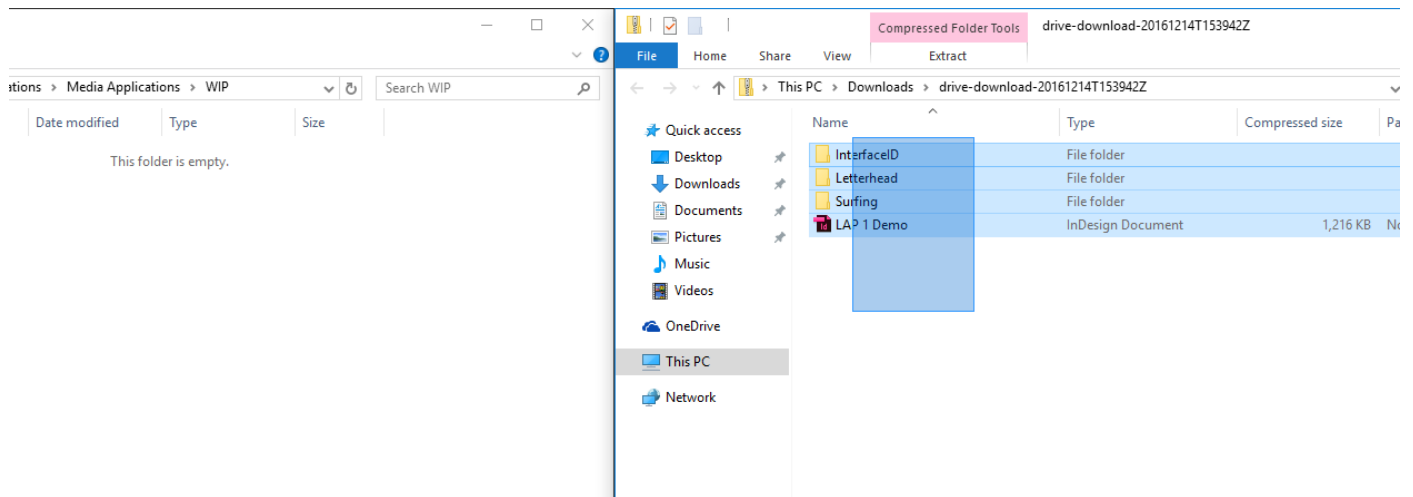 Compressed Folder Tools drive-download-20161214T153942Z
File Home Share View Extract
ations > Media Applications > WIP Search WIP
This PC > Downloads > drive-download-20161214T153942Z
Date modified Type Size
This folder is empty.
Quick access
Desktop
Downloads
Documents
Pictures
Music
Videos
OneDrive
This PC
Network
Name Type Compressed size Pa
InterfaceID File folder
Letterhead File folder
Surfing File folder
LAP 1 Demo InDesign Document 1,216 KB No